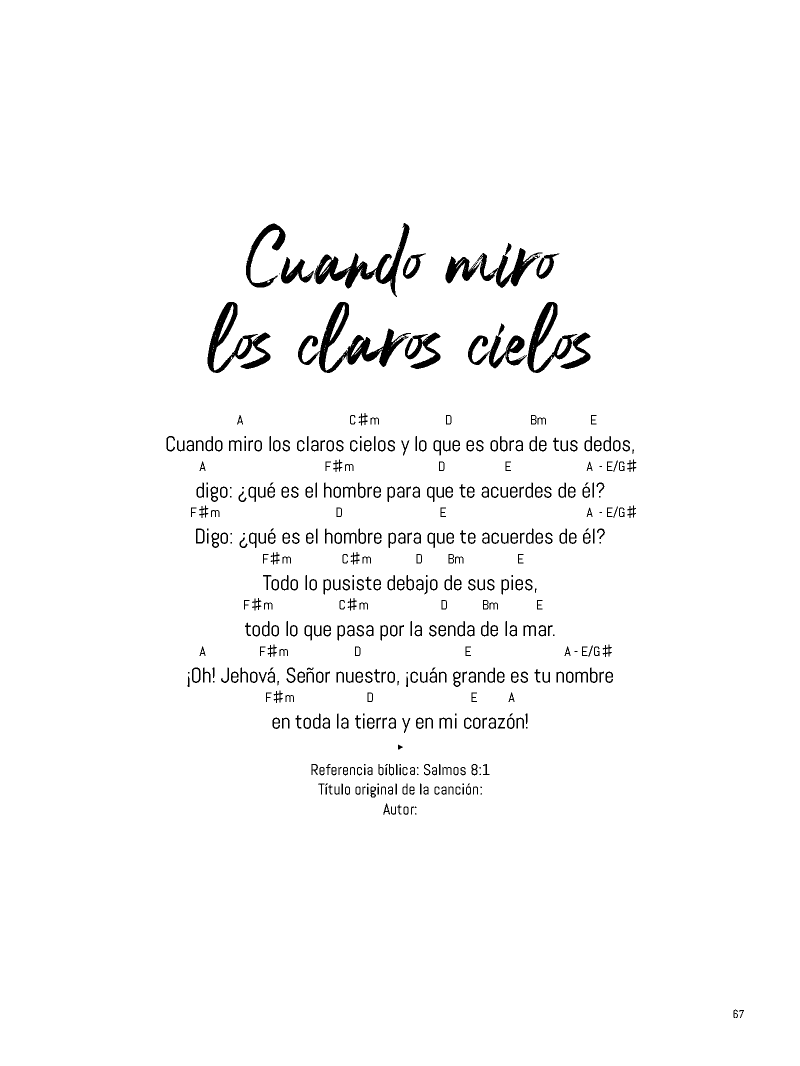 Cuando miro
los claros cielos
A C♯m D Bm E
Cuando miro los claros cielos y lo que es obra de tus dedos,
A F♯m D E A - E/G♯
digo: ¿qué es el hombre para que te acuerdes de él?
F♯m D E A - E/G♯
Digo: ¿qué es el hombre para que te acuerdes de él?
F♯m C♯m D Bm E
Todo lo pusiste debajo de sus pies,
F♯m C♯m D Bm E
todo lo que pasa por la senda de la mar.
A F♯m D E A - E/G♯
¡Oh! Jehová, Señor nuestro, ¡cuán grande es tu nombre
F♯m D E A
en toda la tierra y en mi corazón!
Referencia bíblica: Salmos 8:1
Título original de la canción:
Autor:
67